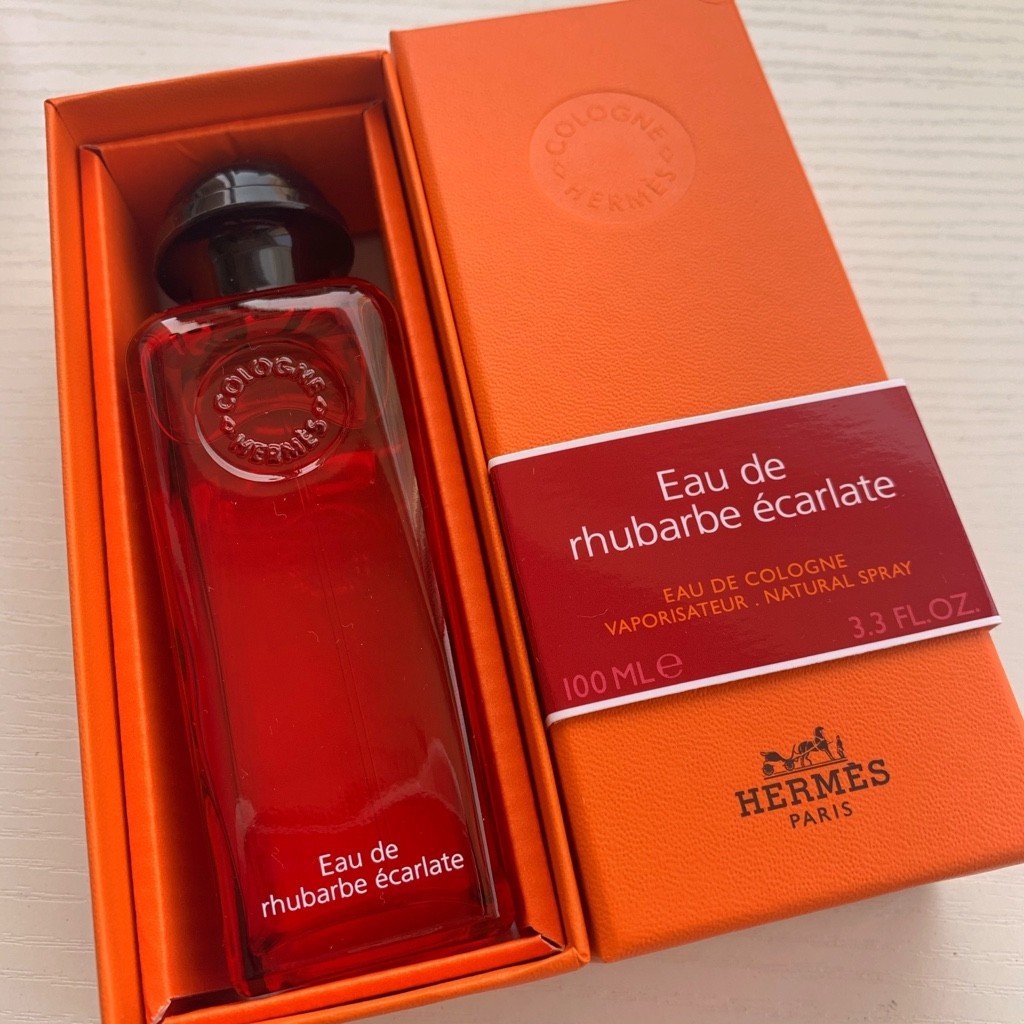 COLOGNE
HERMÈS
Eau de
rhubarbe écarlate
COLOGNE
HERMÈS
Eau de
rhubarbe écarlate
EAU DE COLOGNE
VAPORISATEUR . NATURAL SPRAY
100 ML e
3.3 FL.OZ.
HERMÈS
PARIS